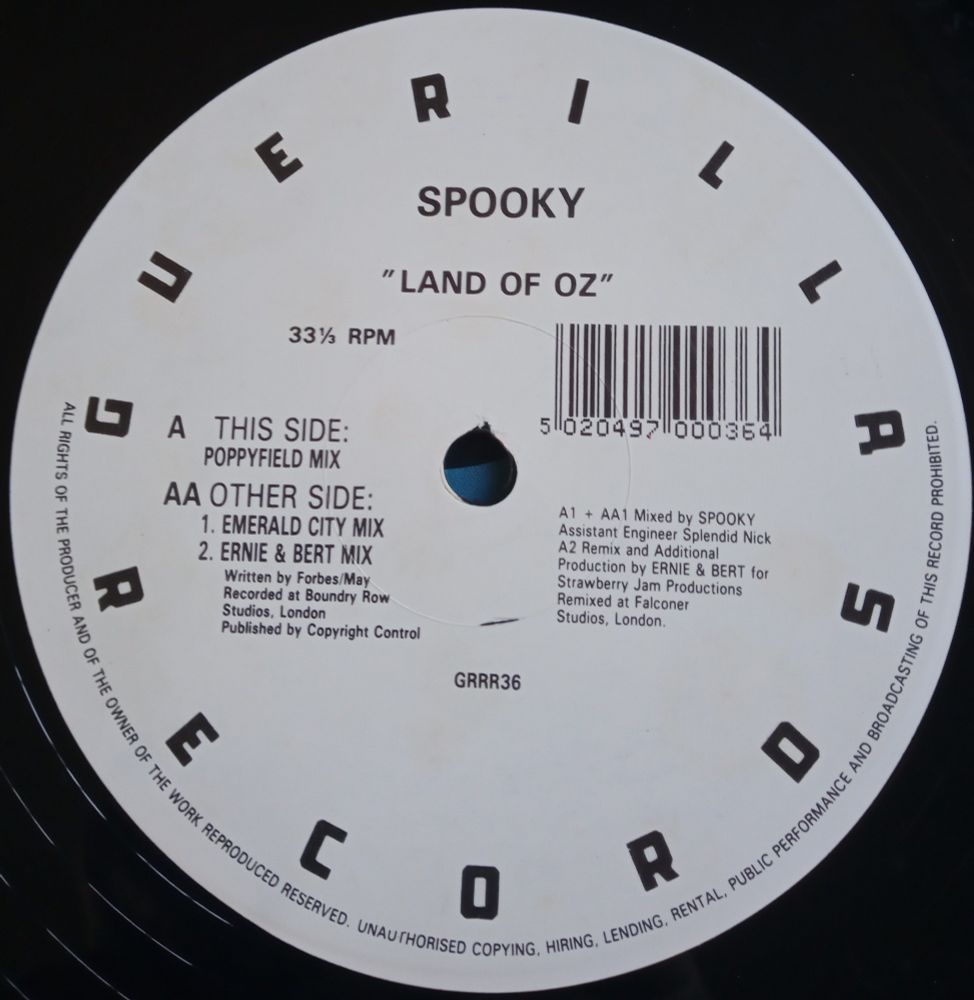 GUERILLA
RECORDS
SPOOKY
"LAND OF OZ"
33⅓ RPM
5 020497 000364
A THIS SIDE:
POPPYFIELD MIX
AA OTHER SIDE:
1. EMERALD CITY MIX
2. ERNIE & BERT MIX
Written by Forbes/May
Recorded at Boundry Row
Studios, London
Published by Copyright Control
A1 + AA1 Mixed by SPOOKY
Assistant Engineer Splendid Nick
A2 Remix and Additional
Production by ERNIE & BERT for
Strawberry Jam Productions
Remixed at Falconer
Studios, London.
GRRR36
ALL RIGHTS OF THE PRODUCER AND OF THE OWNER OF THE WORK REPRODUCED RESERVED. UNAUTHORISED COPYING, HIRING, LENDING, RENTAL, PUBLIC PERFORMANCE AND BROADCASTING OF THIS RECORD PROHIBITED.